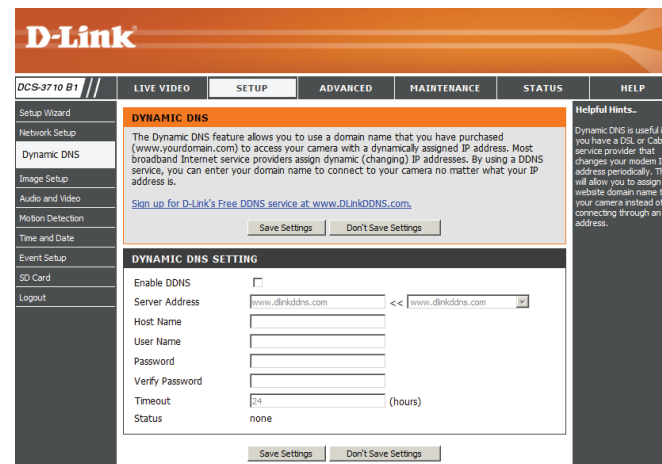 D-Link
DCS-3710 B1
LIVE VIDEO
SETUP
ADVANCED
MAINTENANCE
STATUS
HELP
Setup Wizard
Network Setup
Dynamic DNS
Image Setup
Audio and Video
Motion Detection
Time and Date
Event Setup
SD Card
Logout
DYNAMIC DNS
The Dynamic DNS feature allows you to use a domain name that you have purchased
(www.yourdomain.com) to access your camera with a dynamically assigned IP address. Most
broadband Internet service providers assign dynamic (changing) IP addresses. By using a DDNS
service, you can enter your domain name to connect to your camera no matter what your IP
address is.
Sign up for D-Link's Free DDNS service at www.DLinkDDNS.com.
Save Settings
Don't Save Settings
DYNAMIC DNS SETTING
Enable DDNS
Server Address www.dlinkddns.com << www.dlinkddns.com
Host Name
User Name
Password
Verify Password
Timeout 24 (hours)
Status none
Save Settings
Don't Save Settings
Helpful Hints..
Dynamic DNS is useful
you have a DSL or
service provider that
changes your modem
address periodically.
will allow you to assign
website domain name
your camera instead of
connecting through an
address.